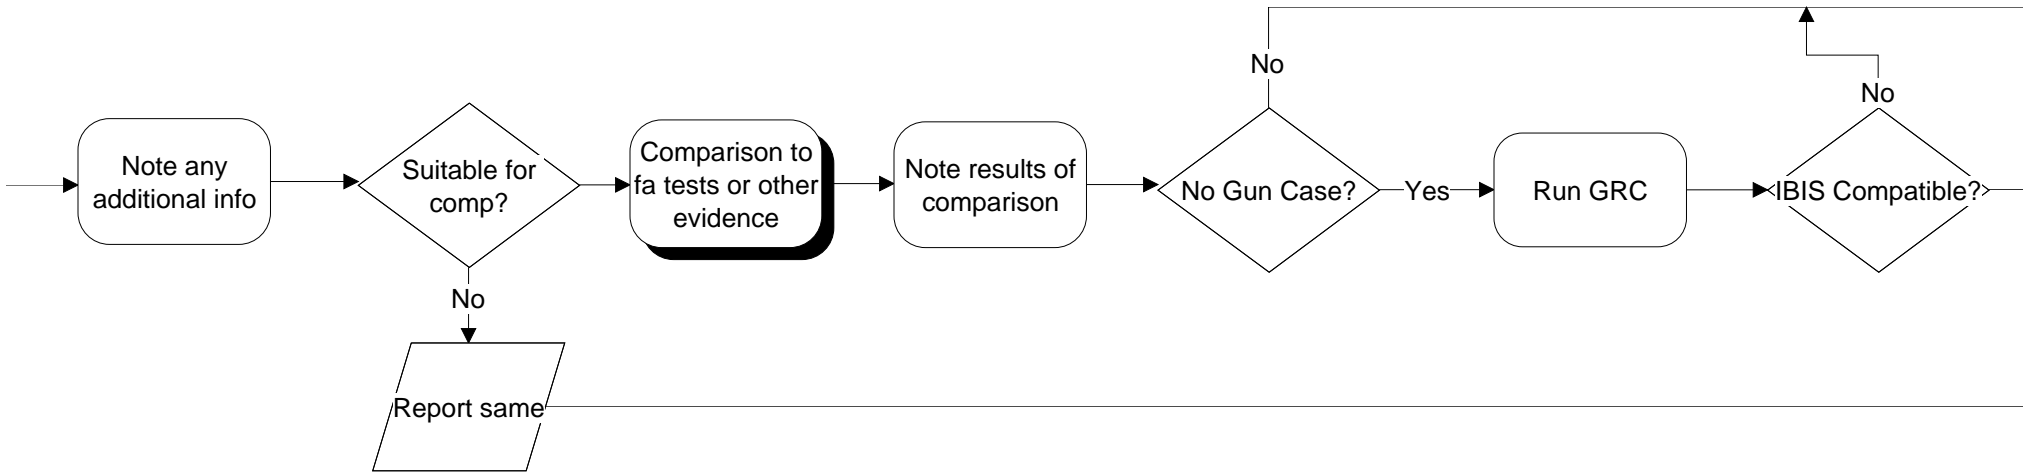 Note any
additional info
Suitable for
comp?
No
Report same
Comparison to
fa tests or other
evidence
Note results of
comparison
No
No Gun Case?
Yes
Run GRC
No
IBIS Compatible?